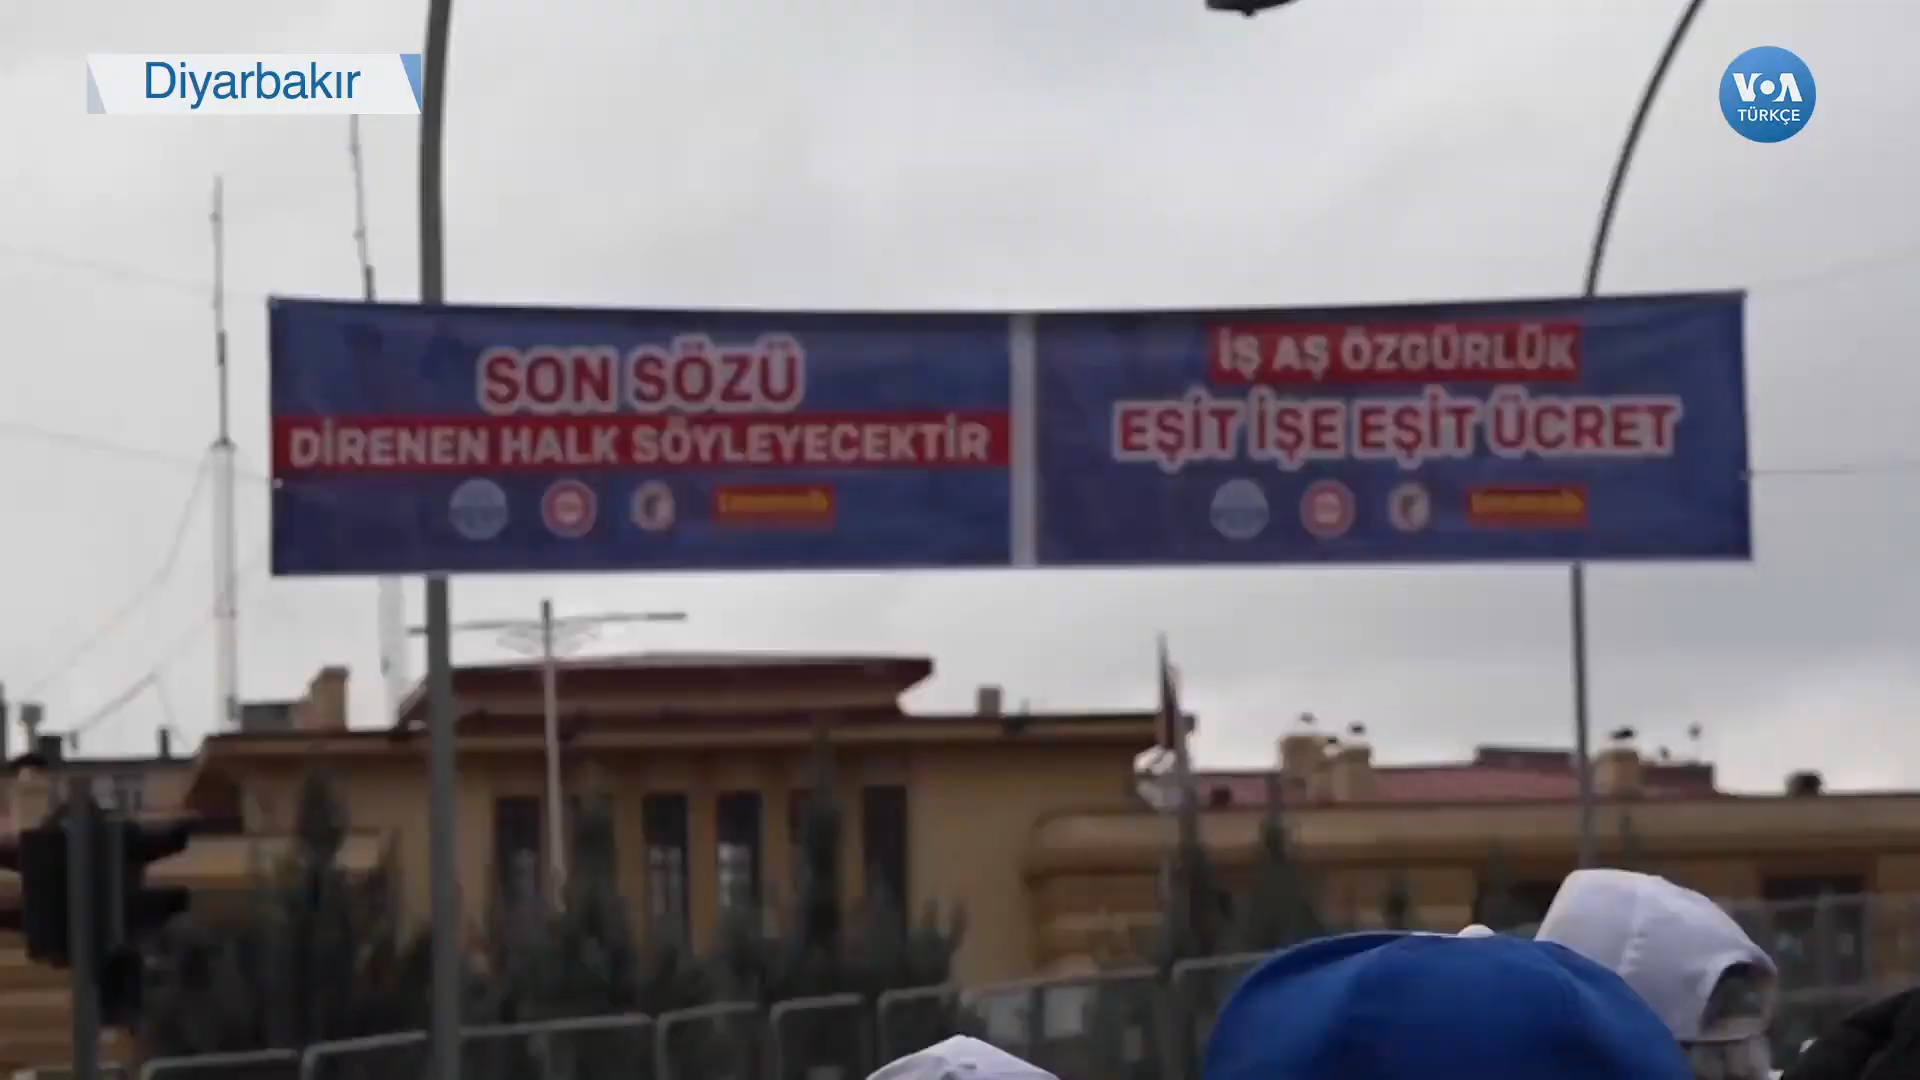 Diyarbakır
VOA
TÜRKÇE
SON SÖZÜ
DİRENEN HALK SÖYLEYECEKTİR
İŞ AŞ ÖZGÜRLÜK
EŞİT İŞE EŞİT ÜCRET